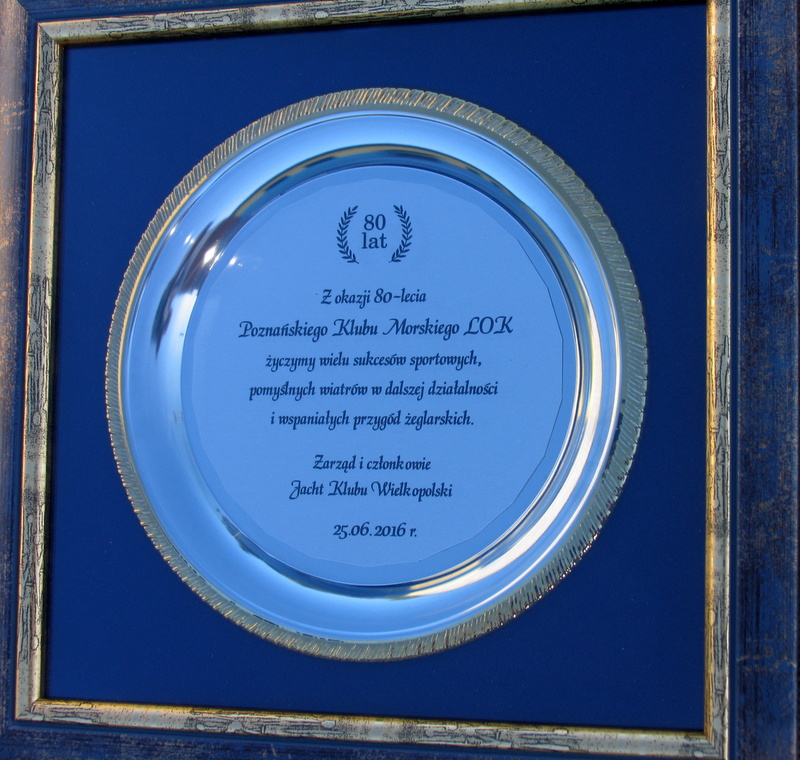 80
lat
Z okazji 80-lecia
Poznańskiego Klubu Morskiego LOK
życzymy wielu sukcesów sportowych,
pomyślnych wiatrów w dalszej działalności
i wspaniałych przygód żeglarskich.
Zarząd i członkowie
Jacht Klubu Wielkopolski
25.06.2016 r.